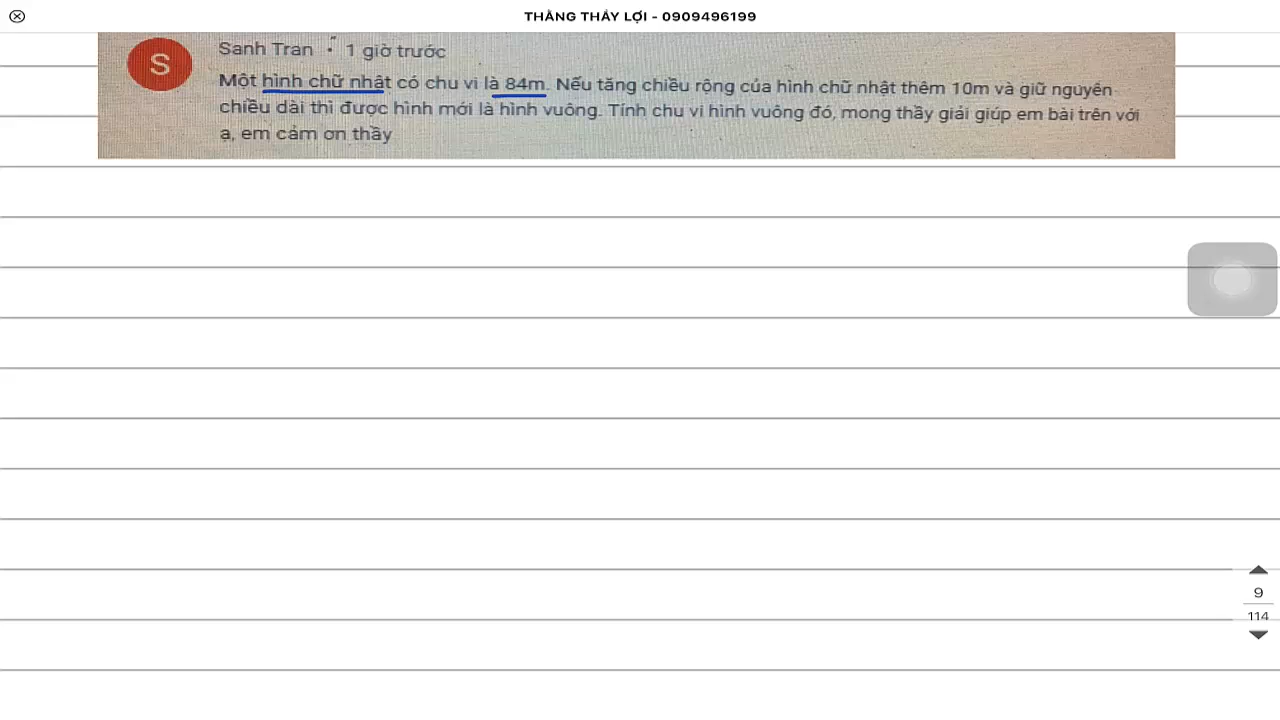 THẦNG THẦY LỢI - 0909496199
S
Sanh Tran • 1 giờ trước
Một hình chữ nhật có chu vi là 84m. Nếu tăng chiều rộng của hình chữ nhật thêm 10m và giữ nguyên
chiều dài thì được hình mới là hình vuông. Tính chu vi hình vuông đó, mong thầy giải giúp em bài trên với
ạ, em cảm ơn thầy
9
114